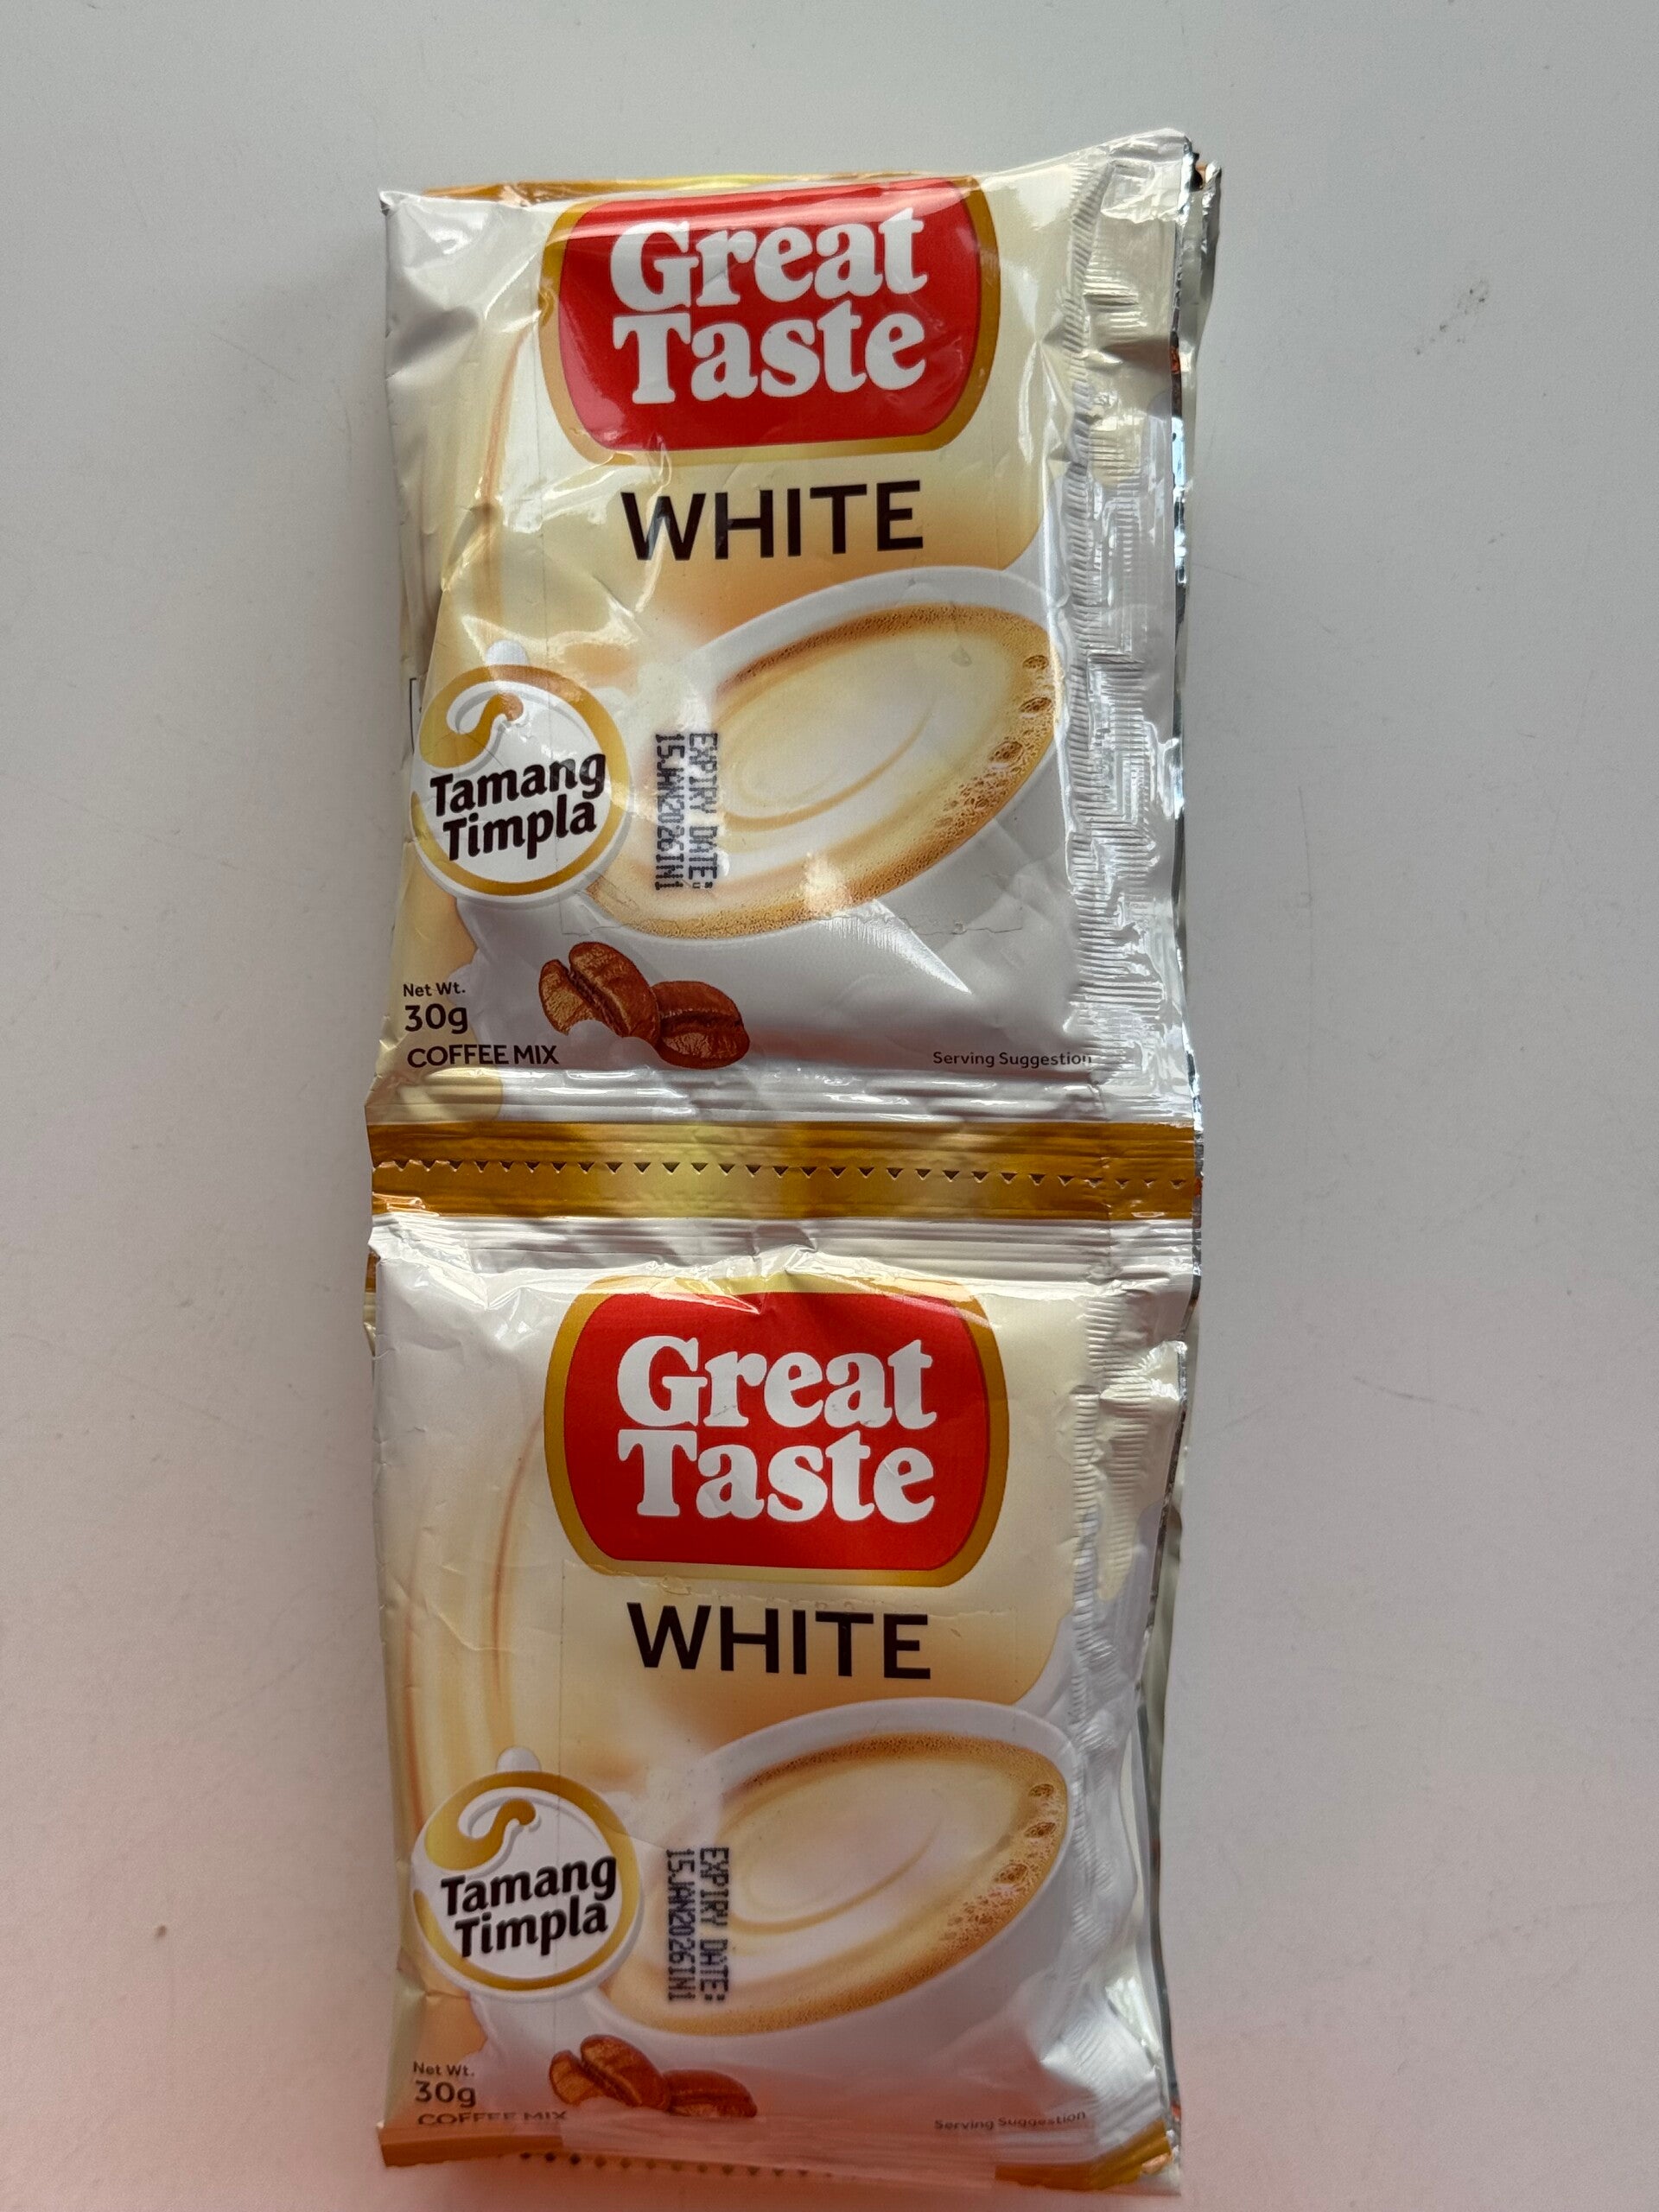 Great
Taste
WHITE
Tamang
Timpla
EXPIRY DATE:
15JAN2026IN1
Net Wt.
30g
COFFEE MIX
Serving Suggestion
Great
Taste
WHITE
Tamang
Timpla
EXPIRY DATE:
15JAN2026IN1
Net Wt.
30g
COFFEE MIX
Serving Suggestion